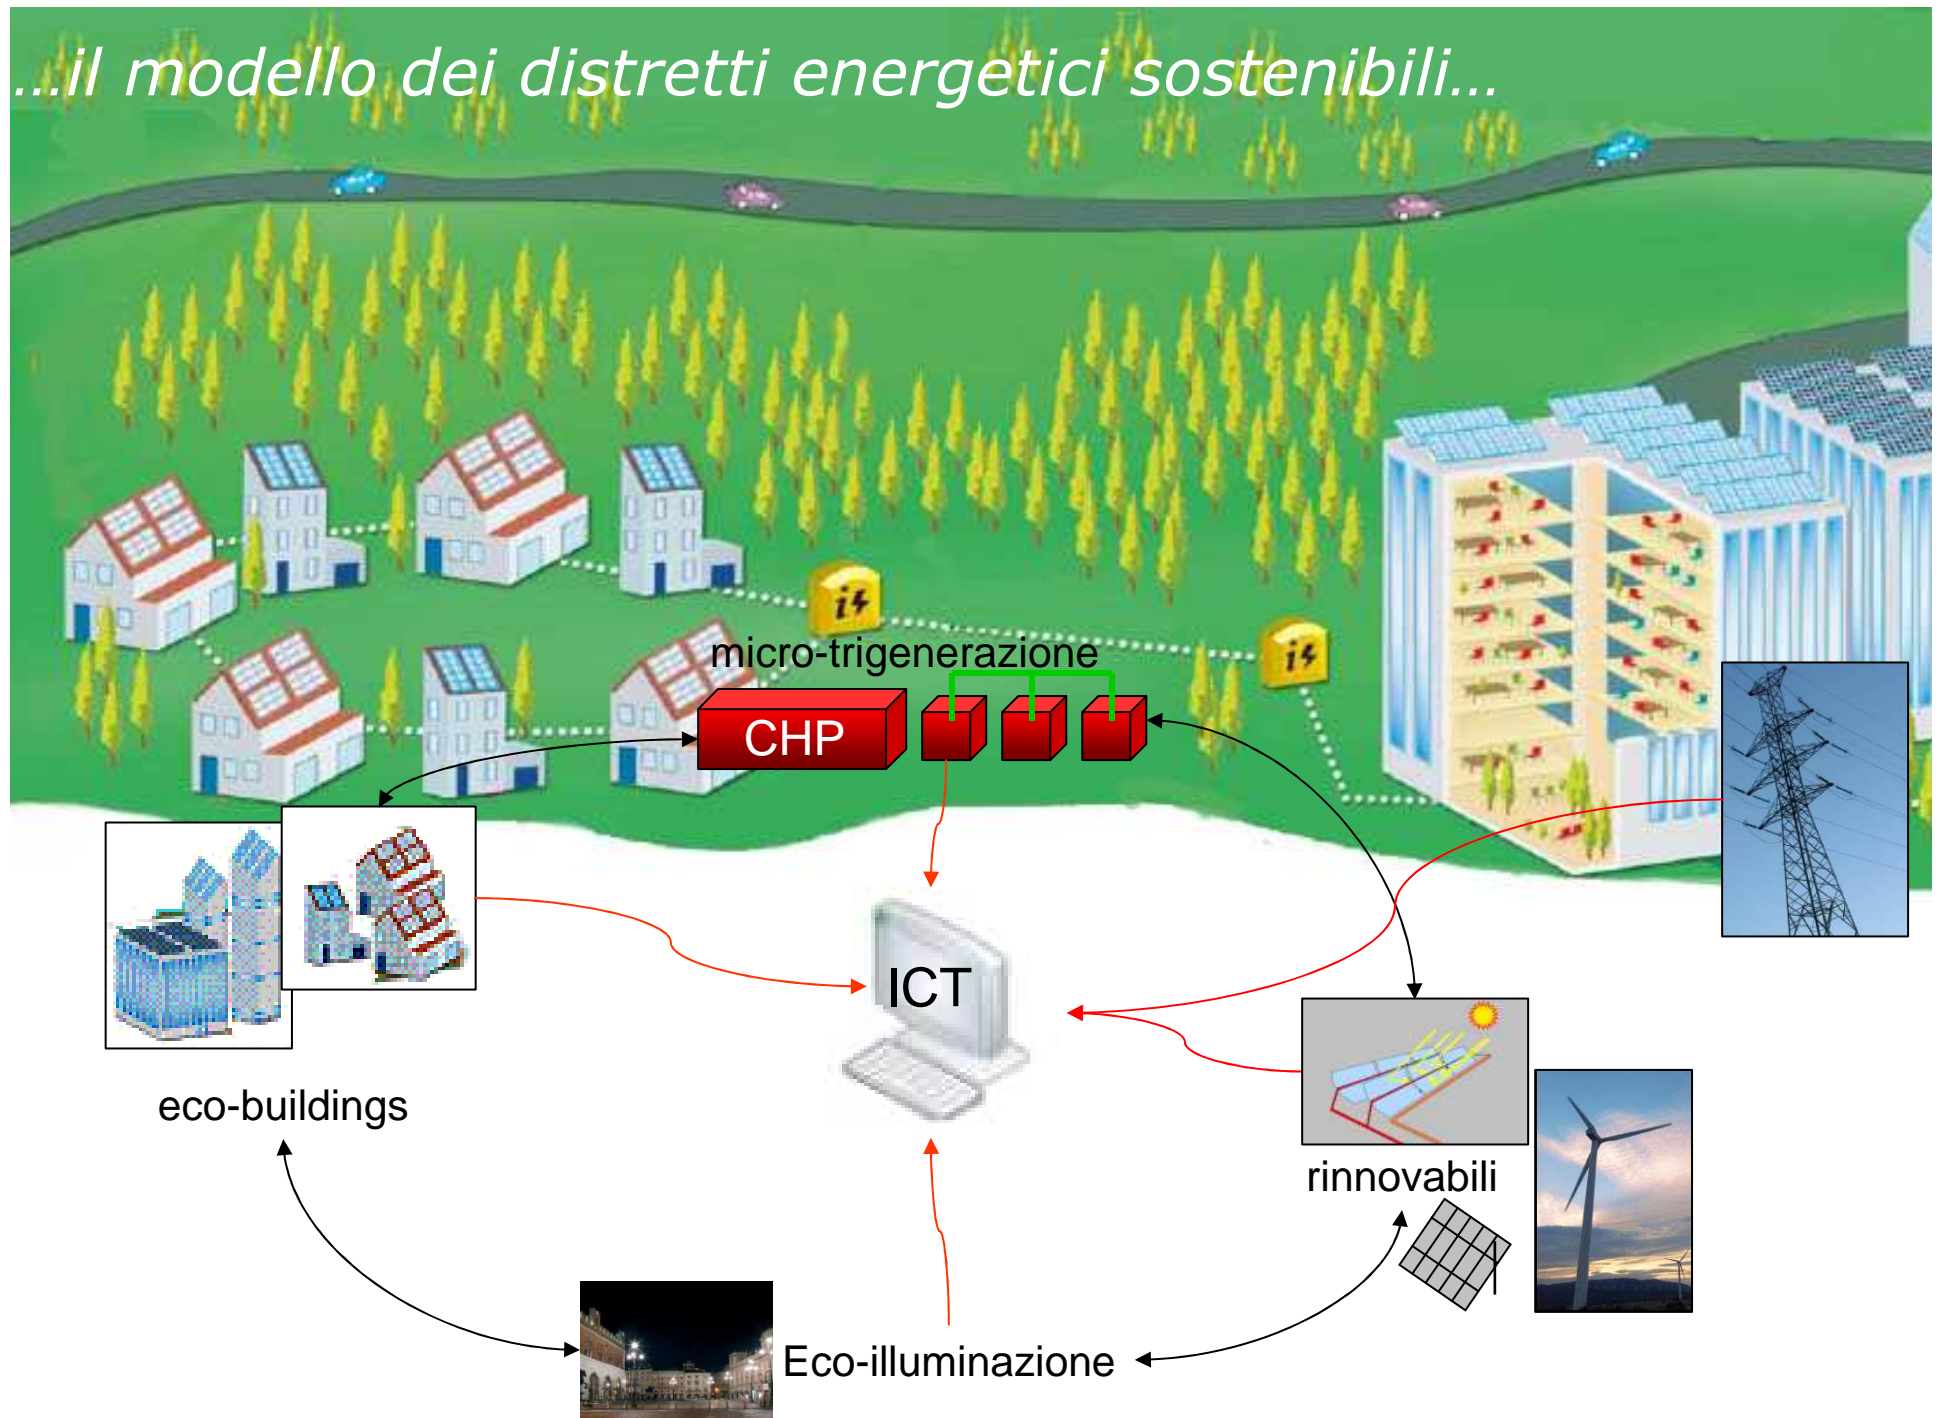 ...il modello dei distretti energetici sostenibili...
i
i
micro-trigenerazione
CHP
ICT
eco-buildings
rinnovabili
Eco-illuminazione